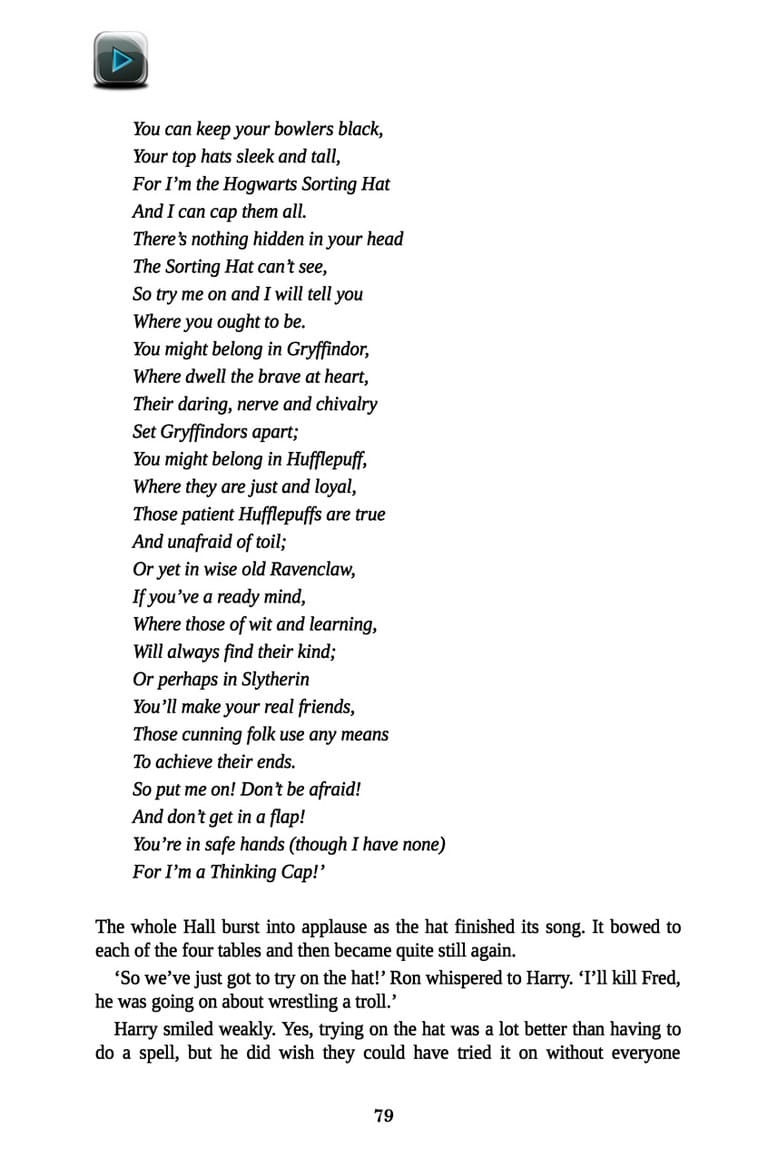 You can keep your bowlers black,
Your top hats sleek and tall,
For I’m the Hogwarts Sorting Hat
And I can cap them all.
There’s nothing hidden in your head
The Sorting Hat can’t see,
So try me on and I will tell you
Where you ought to be.
You might belong in Gryffindor,
Where dwell the brave at heart,
Their daring, nerve and chivalry
Set Gryffindors apart;
You might belong in Hufflepuff,
Where they are just and loyal,
Those patient Hufflepuffs are true
And unafraid of toil;
Or yet in wise old Ravenclaw,
If you’ve a ready mind,
Where those of wit and learning,
Will always find their kind;
Or perhaps in Slytherin
You’ll make your real friends,
Those cunning folk use any means
To achieve their ends.
So put me on! Don’t be afraid!
And don’t get in a flap!
You’re in safe hands (though I have none)
For I’m a Thinking Cap!’
The whole Hall burst into applause as the hat finished its song. It bowed to
each of the four tables and then became quite still again.
‘So we’ve just got to try on the hat!’ Ron whispered to Harry. ‘I’ll kill Fred,
he was going on about wrestling a troll.’
Harry smiled weakly. Yes, trying on the hat was a lot better than having to
do a spell, but he did wish they could have tried it on without everyone
79